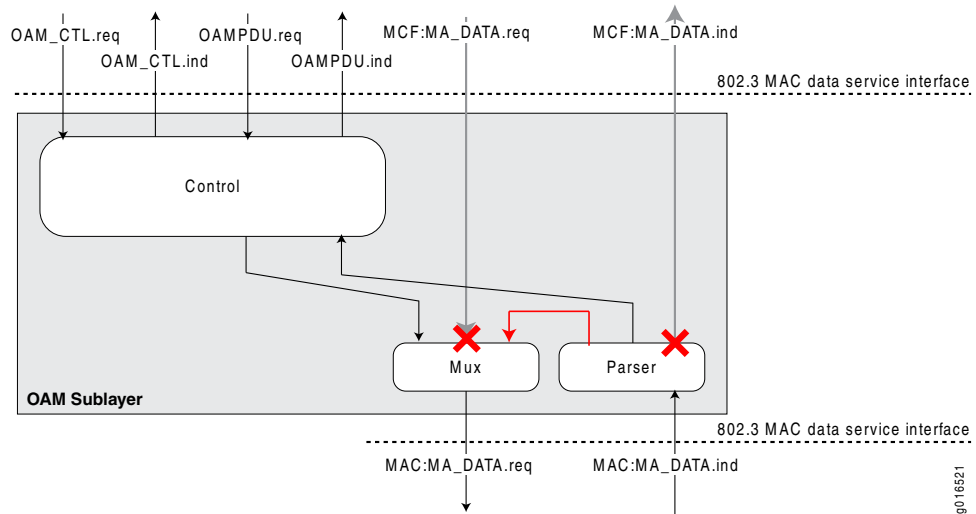 OAM_CTL.req
OAMPDU.req
MCF:MA_DATA.req
MCF:MA_DATA.ind
OAM_CTL.ind
OAMPDU.ind
802.3 MAC data service interface
Control
Mux
Parser
OAM Sublayer
802.3 MAC data service interface
MAC:MA_DATA.req
MAC:MA_DATA.ind
g016521